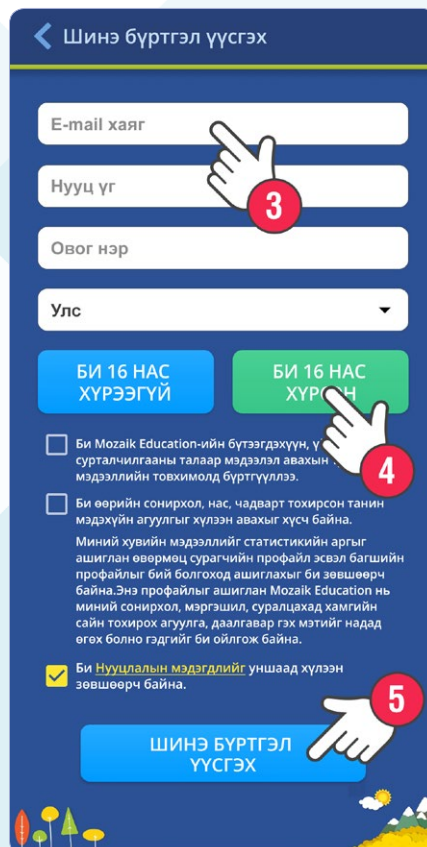 Шинэ бүртгэл үүсгэх
E-mail хаяг
3
Нууц үг
Овог нэр
Улс
БИ 16 НАС
ХҮРЭЭГҮЙ
БИ 16 НАС
4
Би Mozaik Education-ийн бүтээгдэхүүн,
сурталчилгааны талаар мэдээлэл авахын
мэдээллийн товхимолд бүртгүүллээ.
Би өөрийн сонирхол, нас, чадварт тохирсон танин
мэдэхүйн агуулгыг хүлээн авахыг хүсч байна.
Миний хувийн мэдээллийг статистикийн аргыг
ашиглан өвөрмөц сурагчийн профайл эсвэл багшийн
профайлыг бий болгоход ашиглахыг би зөвшөөрч
байна.Энэ профайлыг ашиглан Mozaik Education нь
миний сонирхол, мэргэшил, суралцахад хамгийн
сайн тохирох агуулга, даалгавар гэх мэтийг надад
өгөх болно гэдгийг би ойлгож байна.
Би Нууцлалын мэдэгдлийг уншаад хүлээн
зөвшөөрч байна.
5
ШИНЭ БҮРТГЭЛ
ҮҮСГЭХ